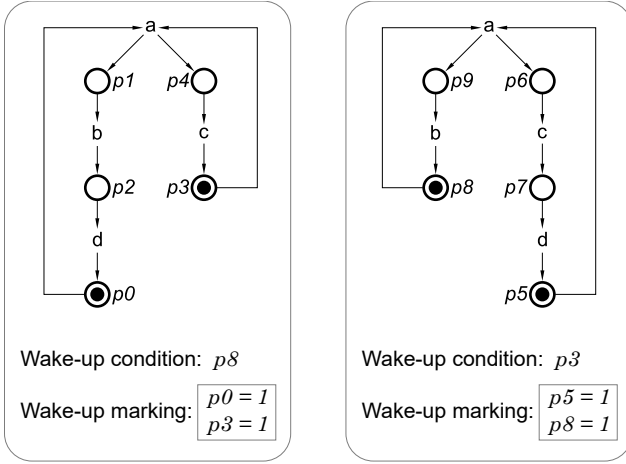 a
p1 p4
b c
p2 p3
d
p0
Wake-up condition: p8
Wake-up marking: p0 = 1
p3 = 1
a
p9 p6
b c
p8 p7
d
p5
Wake-up condition: p3
Wake-up marking: p5 = 1
p8 = 1